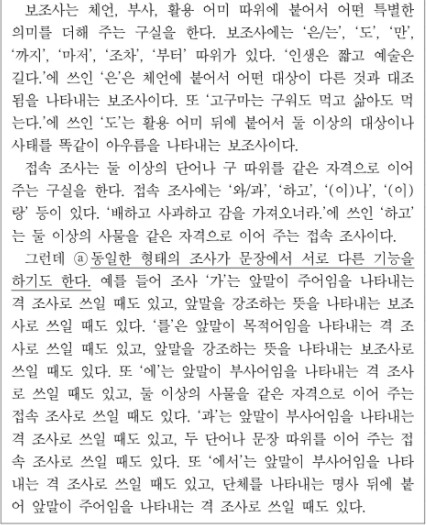 보조사는 체언, 부사, 활용 어미 따위에 붙어서 어떤 특별한
의미를 더해 주는 구실을 한다. 보조사에는 ‘은/는’, ‘도’, ‘만’,
‘까지’, ‘마저’, ‘조차’, ‘부터’ 따위가 있다. ‘인생은 짧고 예술은
길다.’에 쓰인 ‘은’은 체언에 붙어서 어떤 대상이 다른 것과 대조
됨을 나타내는 보조사이다. 또 ‘고구마는 구워도 먹고 삶아도 먹
는다.’에 쓰인 ‘도’는 활용 어미 뒤에 붙어서 둘 이상의 대상이나
사태를 똑같이 아우름을 나타내는 보조사이다.
접속 조사는 둘 이상의 단어나 구 따위를 같은 자격으로 이어
주는 구실을 한다. 접속 조사에는 ‘와/과’, ‘하고’, ‘(이)나’, ‘(이)
랑’ 등이 있다. ‘배하고 사과하고 감을 가져오너라.’에 쓰인 ‘하고’
는 둘 이상의 사물을 같은 자격으로 이어 주는 접속 조사이다.
그런데 ⓐ동일한 형태의 조사가 문장에서 서로 다른 기능을
하기도 한다. 예를 들어 조사 ‘가’는 앞말이 주어임을 나타내는
격 조사로 쓰일 때도 있고, 앞말을 강조하는 뜻을 나타내는 보조
사로 쓰일 때도 있다. ‘를’은 앞말이 목적어임을 나타내는 격 조
사로 쓰일 때도 있고, 앞말을 강조하는 뜻을 나타내는 보조사로
쓰일 때도 있다. 또 ‘에’는 앞말이 부사어임을 나타내는 격 조사
로 쓰일 때도 있고, 둘 이상의 사물을 같은 자격으로 이어 주는
접속 조사로 쓰일 때도 있다. ‘과’는 앞말이 부사어임을 나타내는
격 조사로 쓰일 때도 있고, 두 단어나 문장 따위를 이어 주는 접
속 조사로 쓰일 때도 있다. 또 ‘에서’는 앞말이 부사어임을 나타
내는 격 조사로 쓰일 때도 있고, 단체를 나타내는 명사 뒤에 붙
어 앞말이 주어임을 나타내는 격 조사로 쓰일 때도 있다.